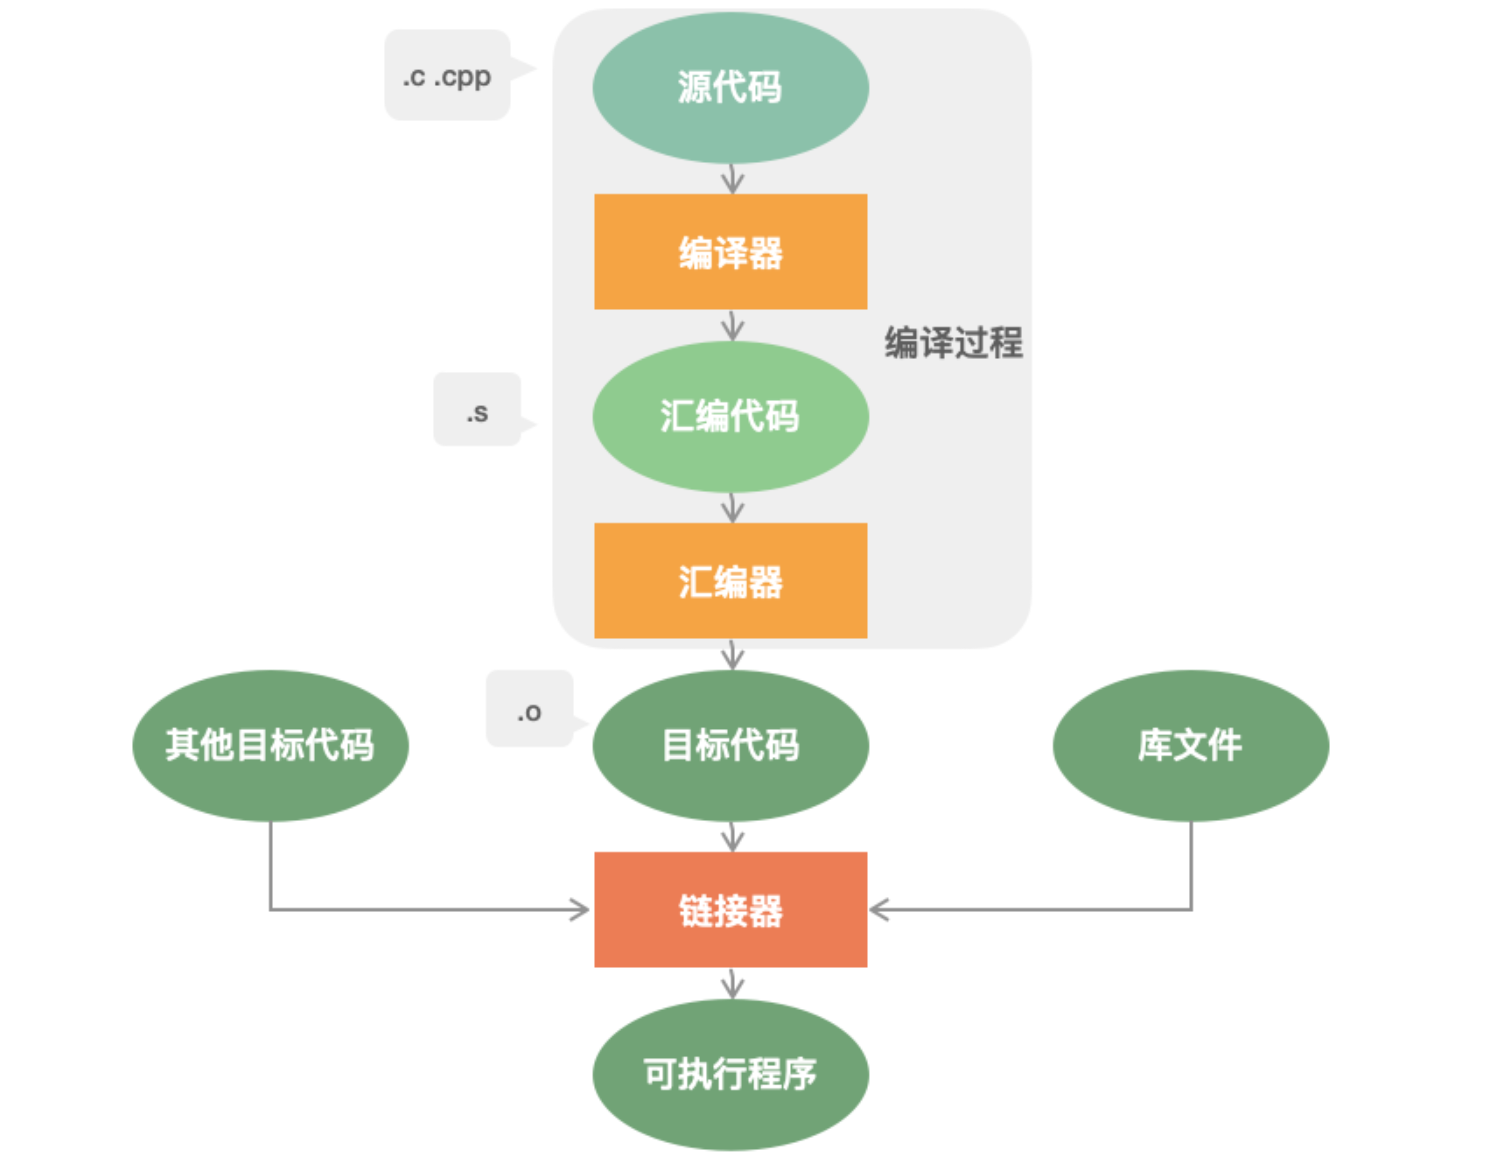 .c .cpp
源代码
编译器
编译过程
.s
汇编代码
汇编器
其他目标代码
.o
目标代码
库文件
链接器
可执行程序